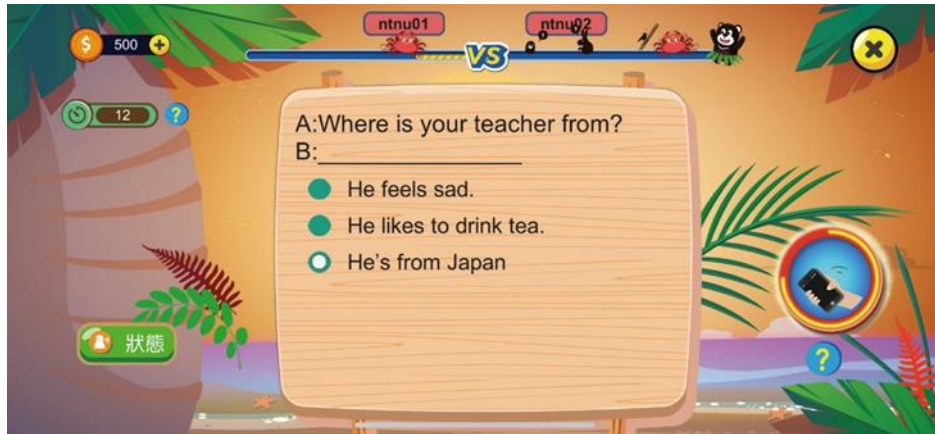 ntnu01
ntnu02
$ 500 +
VS
12 ?
A:Where is your teacher from?
B:_________________
He feels sad.
He likes to drink tea.
He's from Japan
狀態
?